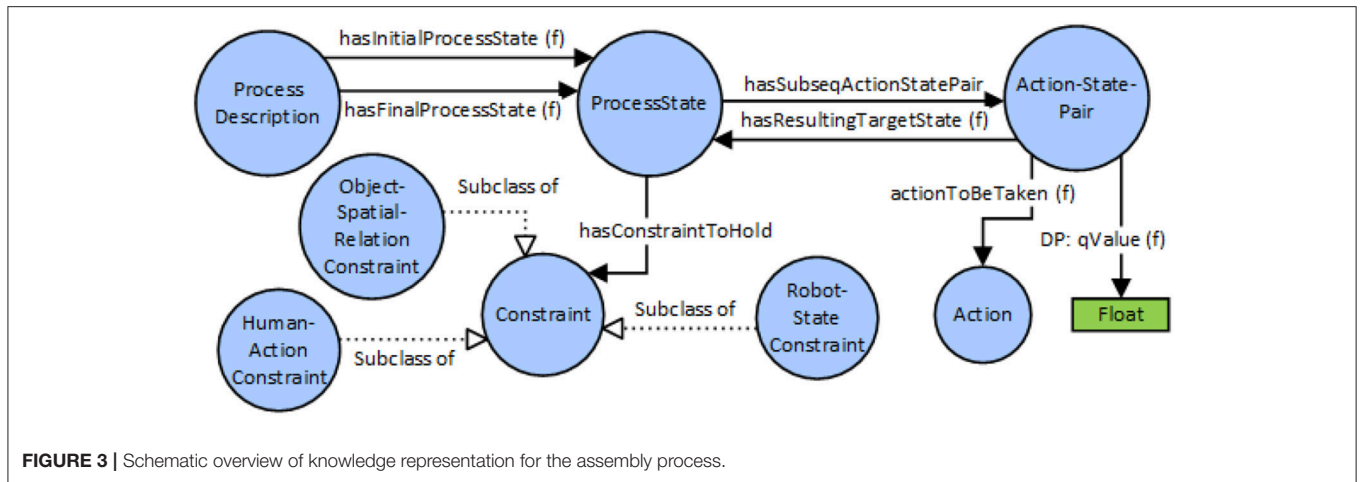 hasInitialProcessState (f)
Process
Description
hasFinalProcessState (f)
ProcessState
hasSubseqActionStatePair
hasResultingTargetState (f)
Action-State-
Pair
Object-
Spatial-
Relation
Constraint
Subclass of
hasConstraintToHold
actionToBeTaken (f)
DP: qValue (f)
Human-
Action
Constraint
Subclass of
Constraint
Subclass of
Robot-
State
Constraint
Action
Float
FIGURE 3 | Schematic overview of knowledge representation for the assembly process.